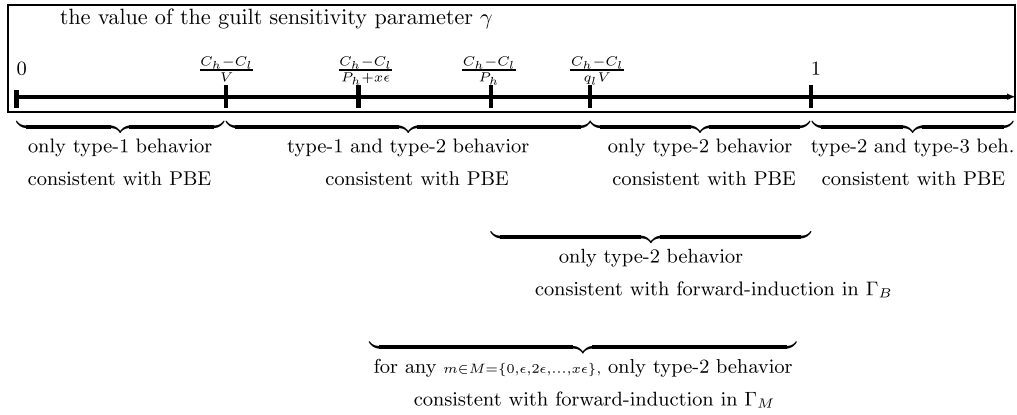 the value of the guilt sensitivity parameter γ
0 \frac{C_h-C_l}{V} \frac{C_h-C_l}{P_h+xϵ} \frac{C_h-C_l}{P_h} \frac{C_h-C_l}{q_l V} 1
only type-1 behavior type-1 and type-2 behavior only type-2 behavior type-2 and type-3 beh.
consistent with PBE consistent with PBE consistent with PBE consistent with PBE
only type-2 behavior
consistent with forward-induction in Γ_B
for any m∈M={0,ϵ,2ϵ,...,xϵ}, only type-2 behavior
consistent with forward-induction in Γ_M